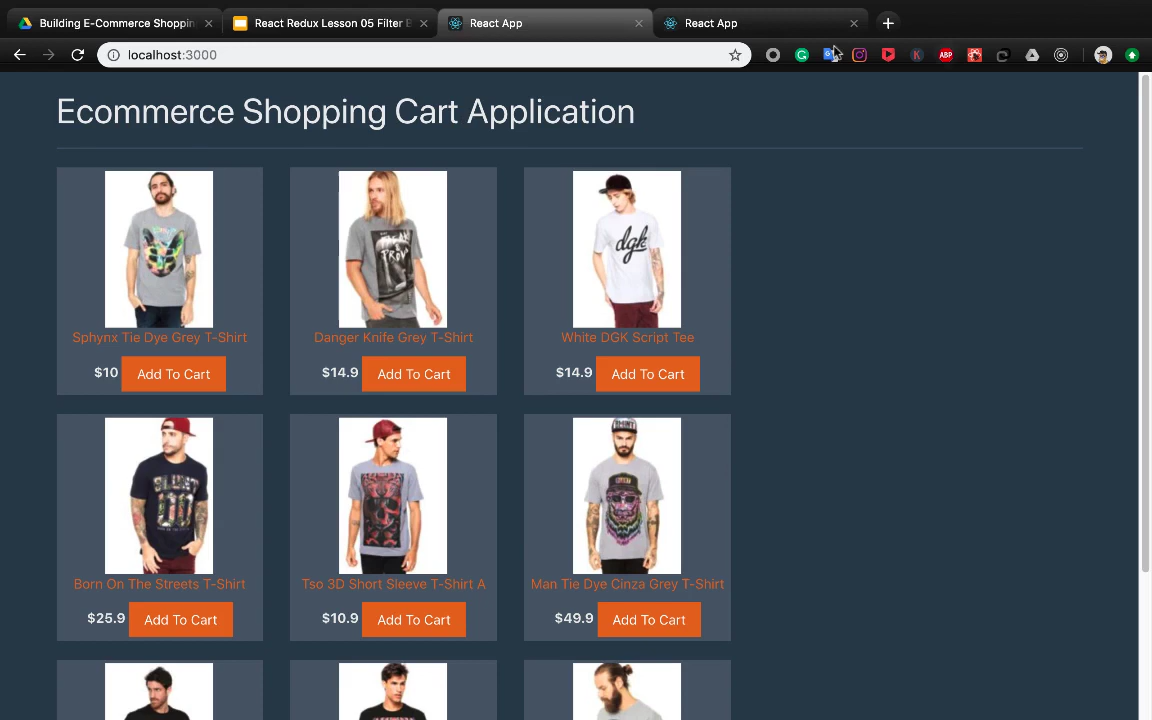 Building E-Commerce Shoppin
React Redux Lesson 05 Filter B
React App
React App
localhost:3000
ABP
Ecommerce Shopping Cart Application
dgk
Sphynx Tie Dye Grey T-Shirt
Danger Knife Grey T-Shirt
White DGK Script Tee
$10 Add To Cart
$14.9 Add To Cart
$14.9 Add To Cart
Born On The Streets T-Shirt
Tso 3D Short Sleeve T-Shirt A
Man Tie Dye Cinza Grey T-Shirt
$25.9 Add To Cart
$10.9 Add To Cart
$49.9 Add To Cart